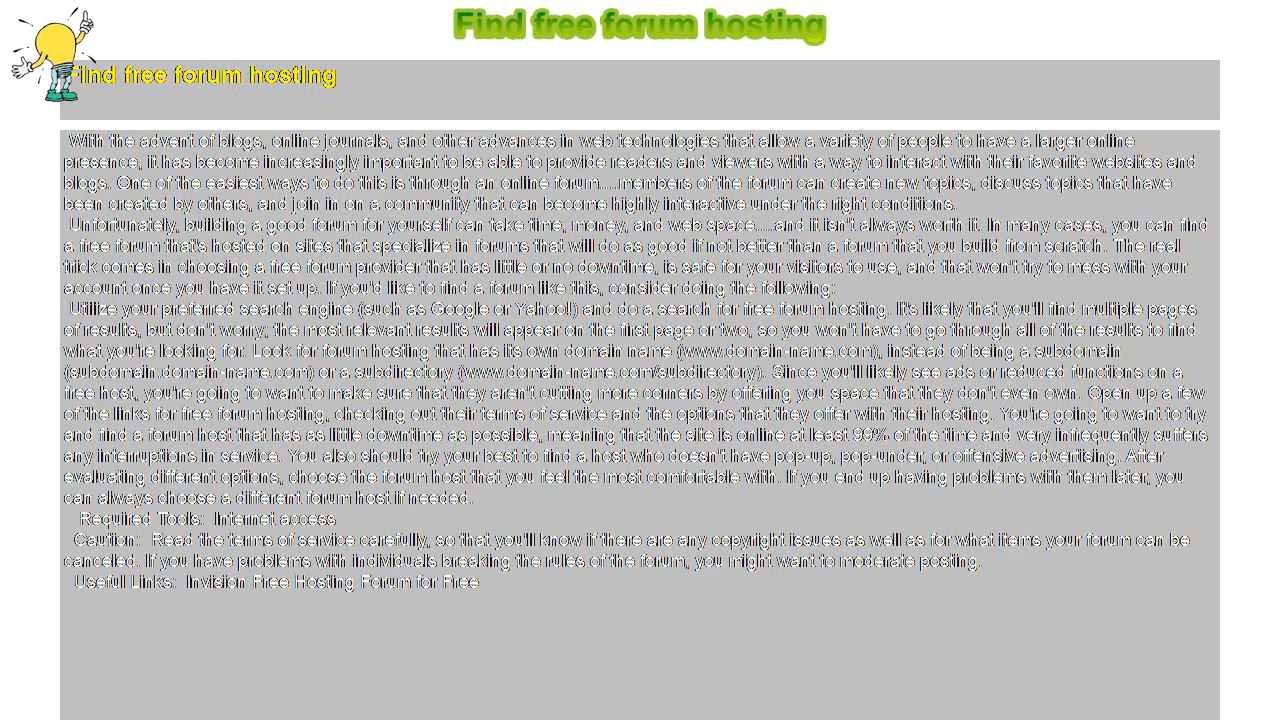 Find free forum hosting
Find free forum hosting
With the advent of blogs, online journals, and other advances in web technologies that allow a variety of people to have a larger online
presence, it has become increasingly important to be able to provide readers and viewers with a way to interact with their favorite websites and
blogs. One of the easiest ways to do this is through an online forum.....members of the forum can create new topics, discuss topics that have
been created by others, and join in on a community that can become highly interactive under the right conditions.
Unfortunately, building a good forum for yourself can take time, money, and web space.....and it isn't always worth it. In many cases, you can find
a free forum that's hosted on sites that specialize in forums that will do as good if not better than a forum that you build from scratch. The real
trick comes in choosing a free forum provider that has little or no downtime, is safe for your visitors to use, and that won't try to mess with your
account once you have it set up. If you'd like to find a forum like this, consider doing the following:
Utilize your preferred search engine (such as Google or Yahoo!) and do a search for free forum hosting. It's likely that you'll find multiple pages
of results, but don't worry; the most relevant results will appear on the first page or two, so you won't have to go through all of the results to find
what you're looking for. Look for forum hosting that has its own domain name (www.domain-name.com), instead of being a subdomain
(subdomain.domain-name.com) or a subdirectory (www.domain-name.com/subdirectory). Since you'll likely see ads or reduced functions on a
free host, you're going to want to make sure that they aren't cutting more corners by offering you space that they don't even own. Open up a few
of the links for free forum hosting, checking out their terms of service and the options that they offer with their hosting. You're going to want to try
and find a forum host that has as little downtime as possible, meaning that the site is online at least 99% of the time and very infrequently suffers
any interruptions in service. You also should try your best to find a host who doesn't have pop-up, pop-under, or offensive advertising. After
evaluating different options, choose the forum host that you feel the most comfortable with. If you end up having problems with them later, you
can always choose a different forum host if needed.
Required Tools: Internet access
Caution: Read the terms of service carefully, so that you'll know if there are any copyright issues as well as for what items your forum can be
canceled. If you have problems with individuals breaking the rules of the forum, you might want to moderate posting.
Useful Links: Invision Free Hosting Forum for Free